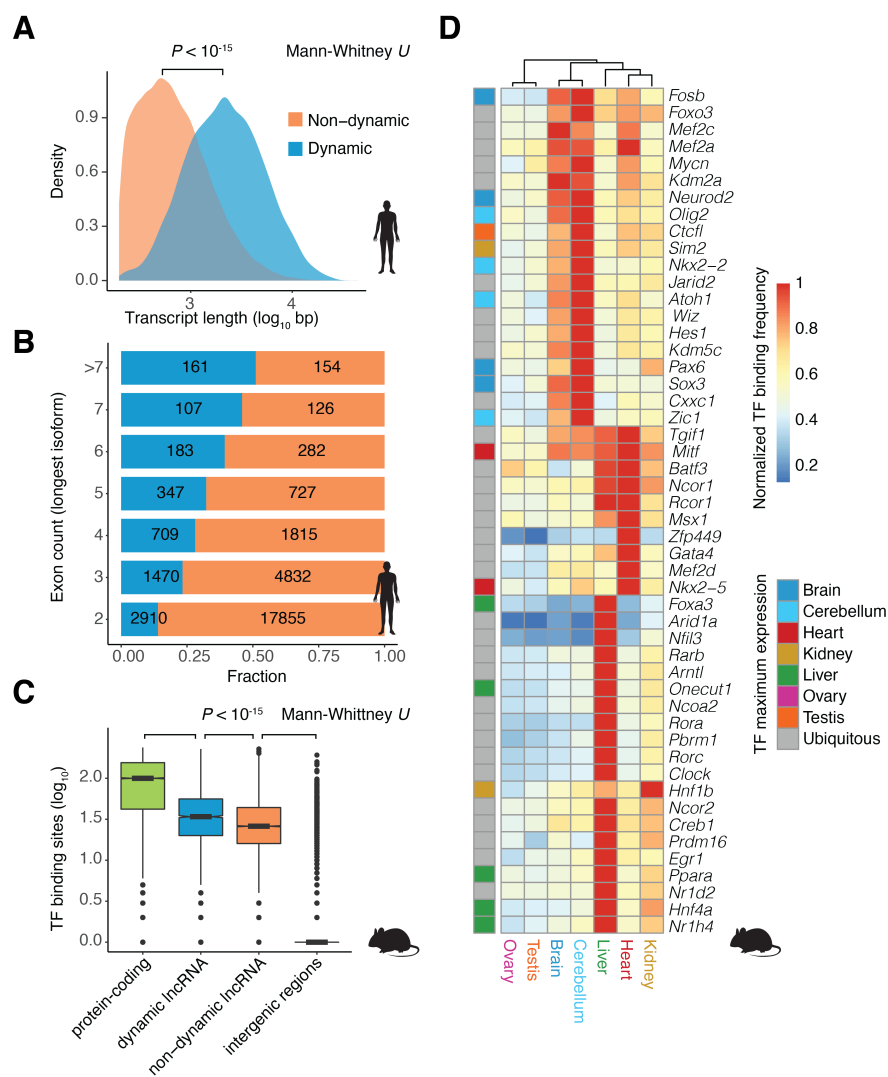 A
P < 10-15
Mann-Whitney U
Density
0.9
0.6
0.3
0.0
Non-dynamic
Dynamic
3
4
Transcript length (log10 bp)
B
Exon count (longest isoform)
>7
161
154
7
107
126
6
183
282
5
347
727
4
709
1815
3
1470
4832
2
2910
17855
0.00
0.25
0.50
0.75
1.00
Fraction
C
P < 10-15
Mann-Whittney U
TF binding sites (log10)
2.0
1.5
1.0
0.5
0.0
protein-coding
dynamic lncRNA
non-dynamic lncRNA
intergenic regions
D
Fosb
Foxo3
Mef2c
Mef2a
Mycn
Kdm2a
Neurod2
Olig2
Ctcfl
Sim2
Nkx2-2
Jarid2
Atoh1
Wiz
Hes1
Kdm5c
Pax6
Sox3
Cxxc1
Zic1
Tgif1
Mitf
Batf3
Ncor1
Rcor1
Msx1
Zfp449
Gata4
Mef2d
Nkx2-5
Foxa3
Arid1a
Nfil3
Rarb
Arntl
Onecut1
Ncoa2
Rora
Pbrm1
Rorc
Clock
Hnf1b
Ncor2
Creb1
Prdm16
Egr1
Ppara
Nr1d2
Hnf4a
Nr1h4
Ovary
Testis
Brain
Cerebellum
Liver
Heart
Kidney
Normalized TF binding frequency
1
0.8
0.6
0.4
0.2
TF maximum expression
Brain
Cerebellum
Heart
Kidney
Liver
Ovary
Testis
Ubiquitous